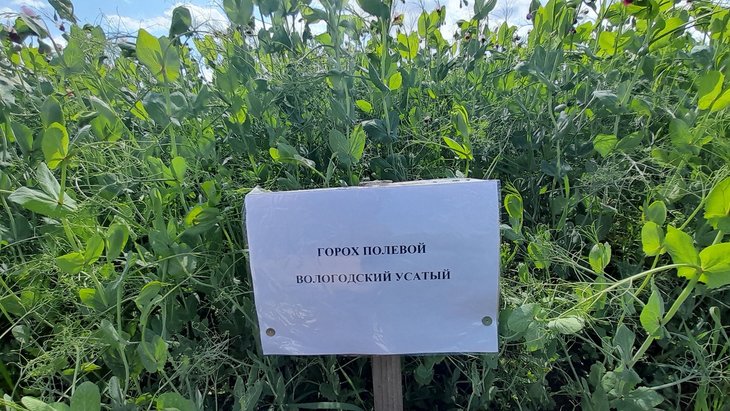 ГОРОХ ПОЛЕВОЙ
ВОЛОГОДСКИЙ УСАТЫЙ